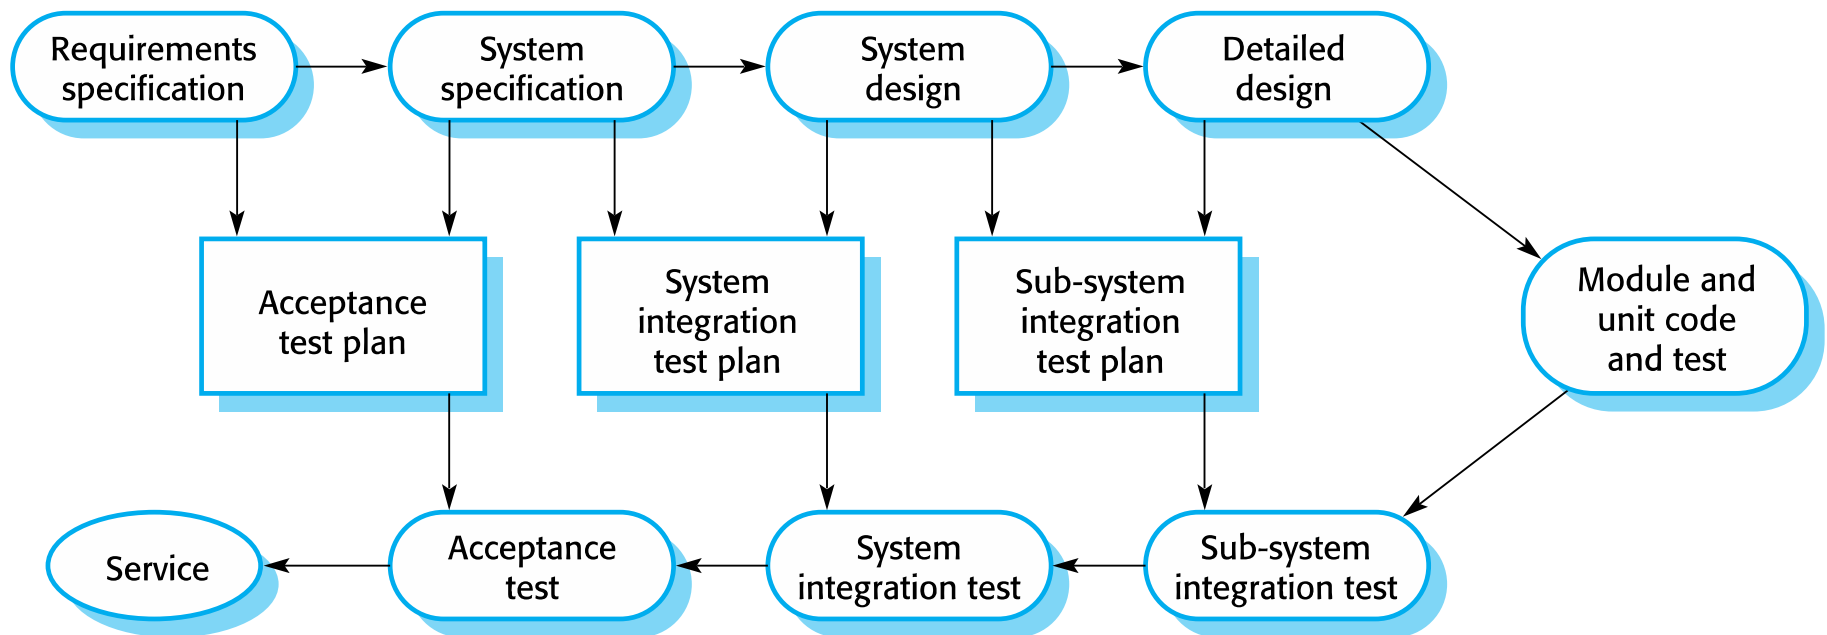 Requirements
specification
System
specification
System
design
Detailed
design
Acceptance
test plan
System
integration
test plan
Sub-system
integration
test plan
Module and
unit code
and test
Service
Acceptance
test
System
integration test
Sub-system
integration test